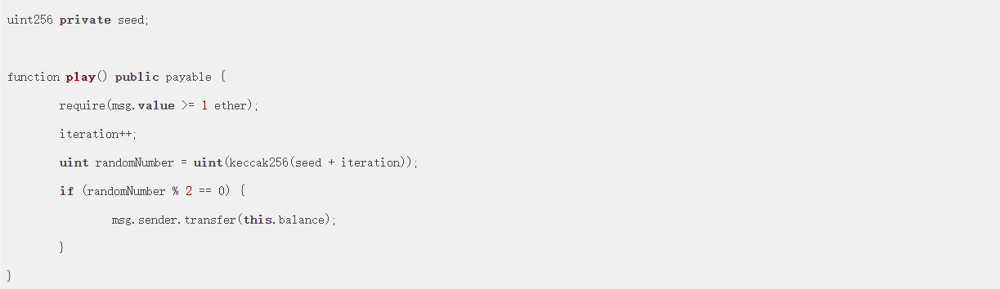 uint256 private seed;
function play() public payable {
require(msg.value >= 1 ether);
iteration++;
uint randomNumber = uint(keccak256(seed + iteration));
if (randomNumber % 2 == 0) {
msg.sender.transfer(this.balance);
}
}